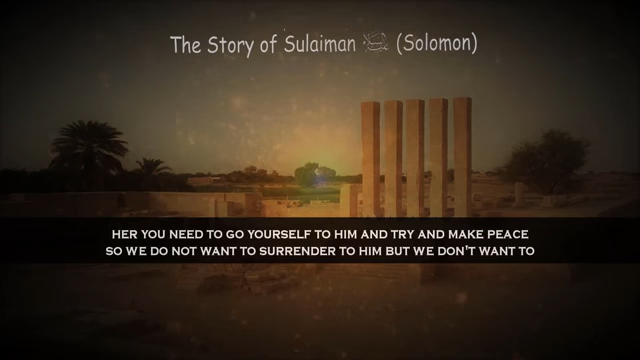 The Story of Sulaiman (Solomon)
HER YOU NEED TO GO YOURSELF TO HIM AND TRY AND MAKE PEACE
SO WE DO NOT WANT TO SURRENDER TO HIM BUT WE DON'T WANT TO